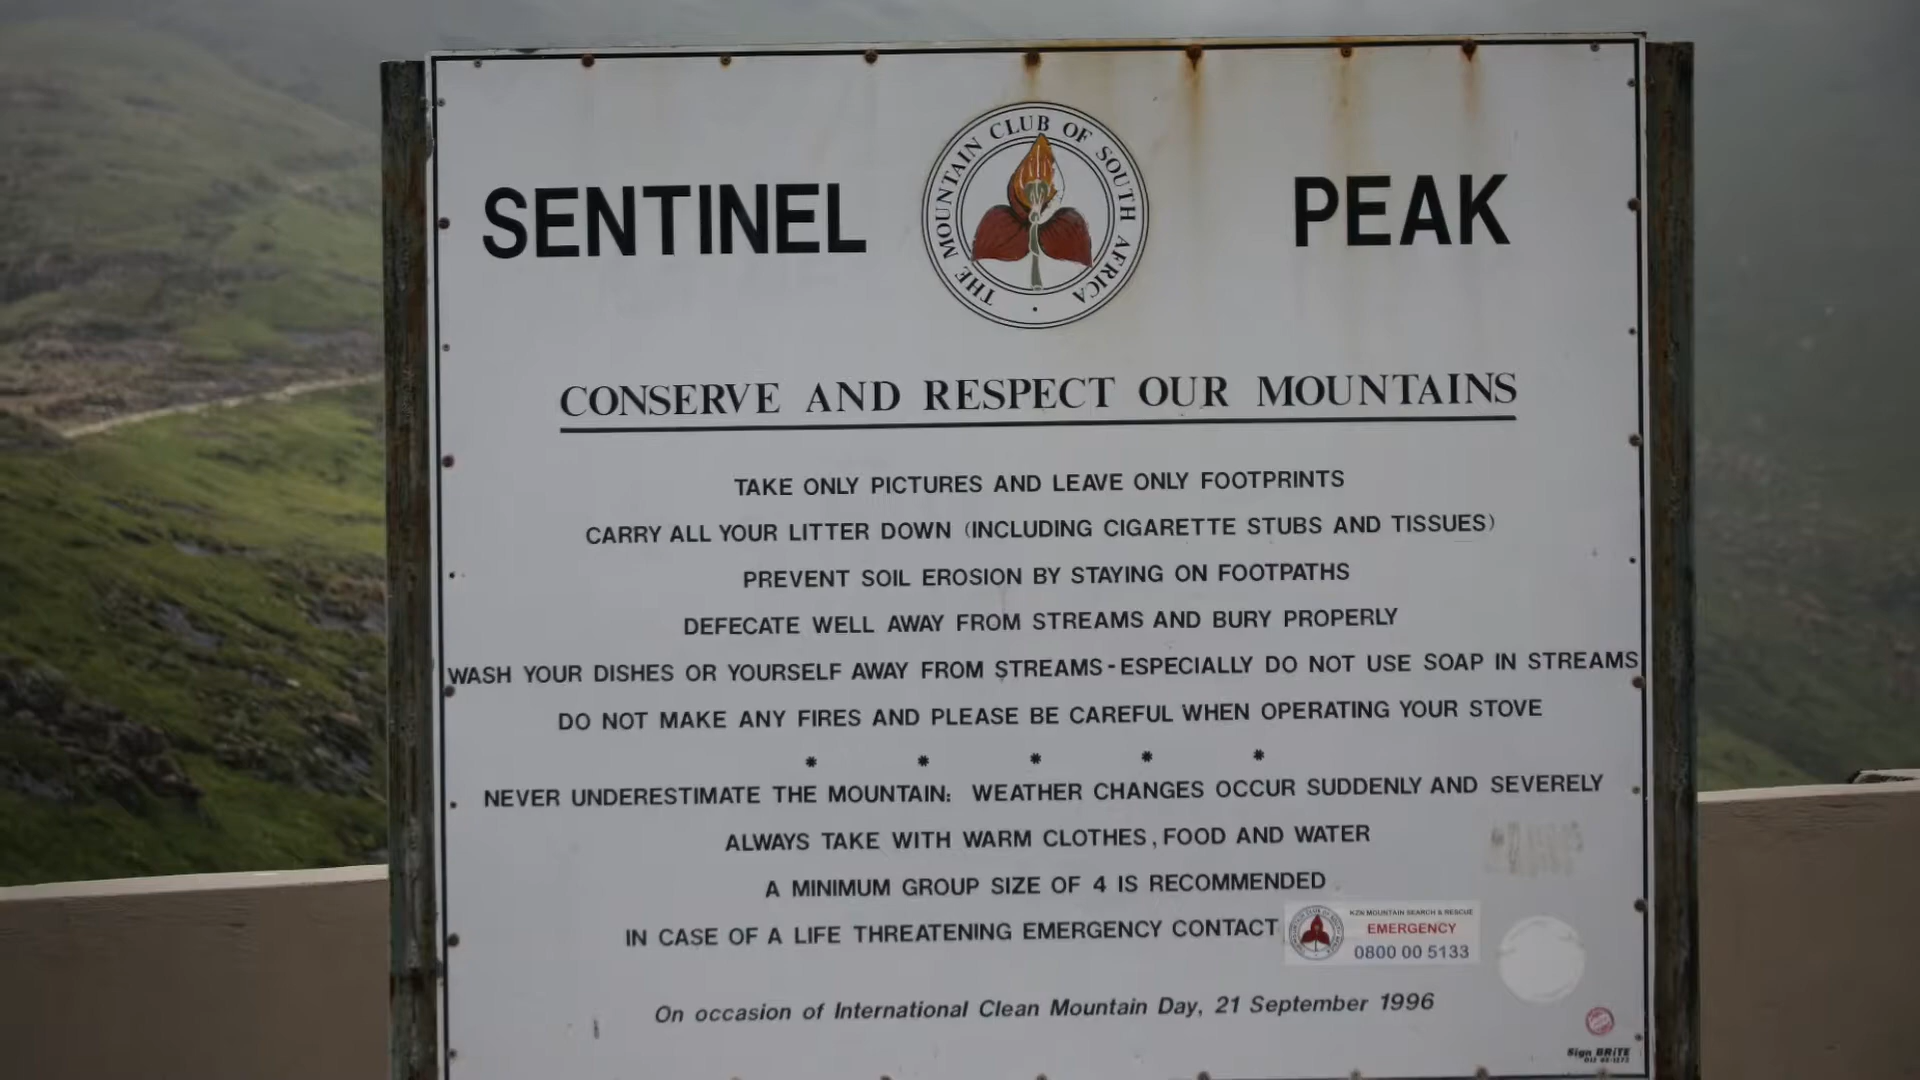 SENTINEL PEAK
THE MOUNTAIN CLUB OF SOUTH AFRICA
CONSERVE AND RESPECT OUR MOUNTAINS
TAKE ONLY PICTURES AND LEAVE ONLY FOOTPRINTS
CARRY ALL YOUR LITTER DOWN (INCLUDING CIGARETTE STUBS AND TISSUES)
PREVENT SOIL EROSION BY STAYING ON FOOTPATHS
DEFECATE WELL AWAY FROM STREAMS AND BURY PROPERLY
WASH YOUR DISHES OR YOURSELF AWAY FROM STREAMS-ESPECIALLY DO NOT USE SOAP IN STREAMS
DO NOT MAKE ANY FIRES AND PLEASE BE CAREFUL WHEN OPERATING YOUR STOVE
* * * * *
NEVER UNDERESTIMATE THE MOUNTAIN: WEATHER CHANGES OCCUR SUDDENLY AND SEVERELY
ALWAYS TAKE WITH WARM CLOTHES, FOOD AND WATER
A MINIMUM GROUP SIZE OF 4 IS RECOMMENDED
IN CASE OF A LIFE THREATENING EMERGENCY CONTACT
KZN MOUNTAIN SEARCH & RESCUE
EMERGENCY
0800 00 5133
On occasion of International Clean Mountain Day, 21 September 1996
Sign BRITE